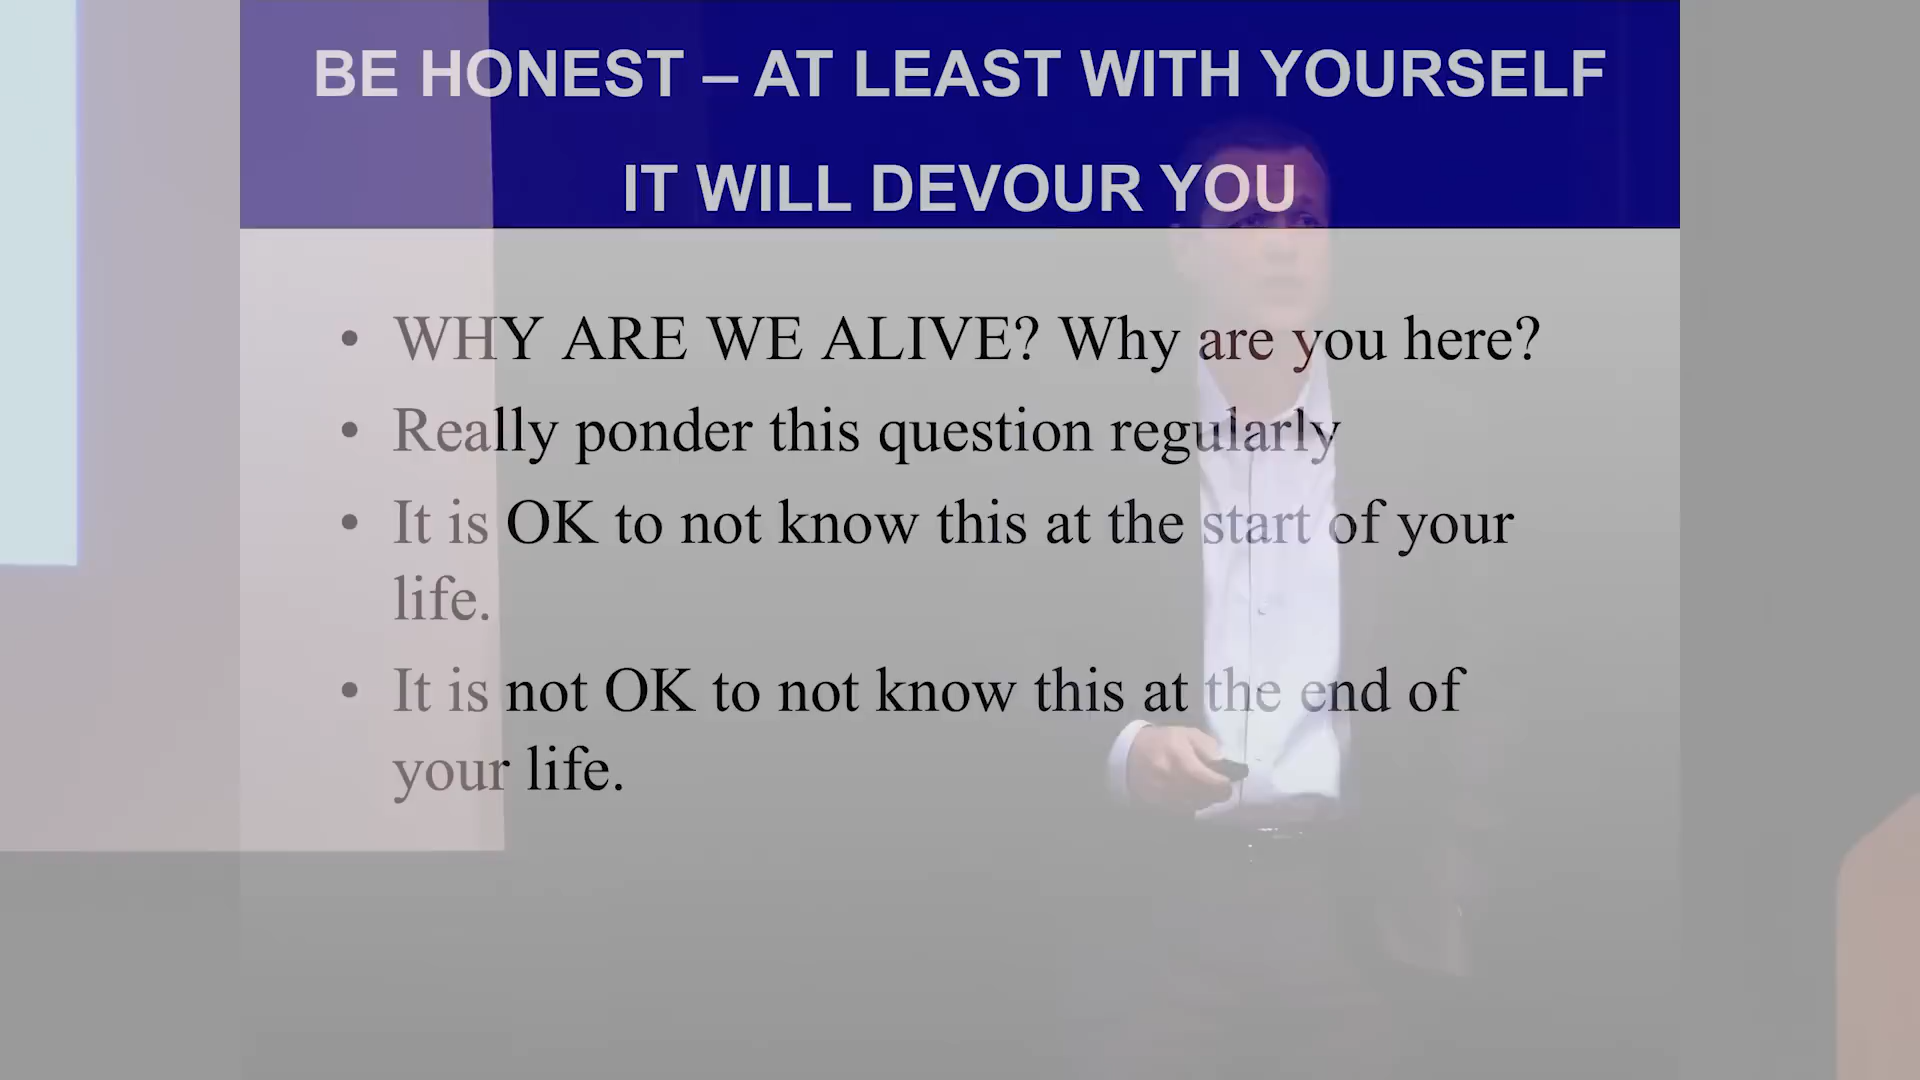 BE HONEST – AT LEAST WITH YOURSELF
IT WILL DEVOUR YOU
• WHY ARE WE ALIVE? Why are you here?
• Really ponder this question regularly
• It is OK to not know this at the start of your
life.
• It is not OK to not know this at the end of
your life.